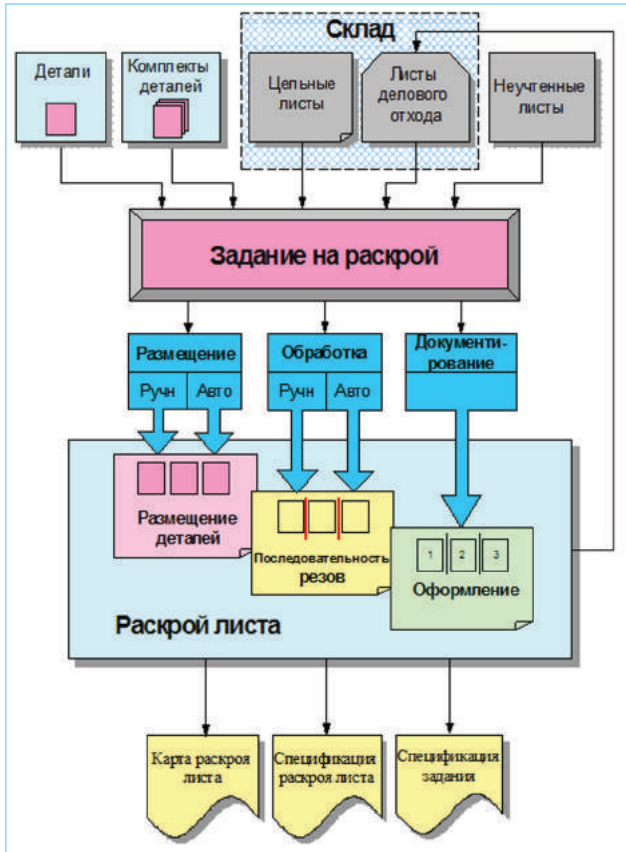 Склад
Детали
Комплекты
деталей
Цельные
листы
Листы
делового
отхода
Неучтенные
листы
Задание на раскрой
Размещение
Ручн
Авто
Обработка
Ручн
Авто
Документи-
рование
Размещение
деталей
Последовательность
резов
1
2
3
Оформление
Раскрой листа
Карта раскроя
листа
Спецификация
раскроя листа
Спецификация
задания